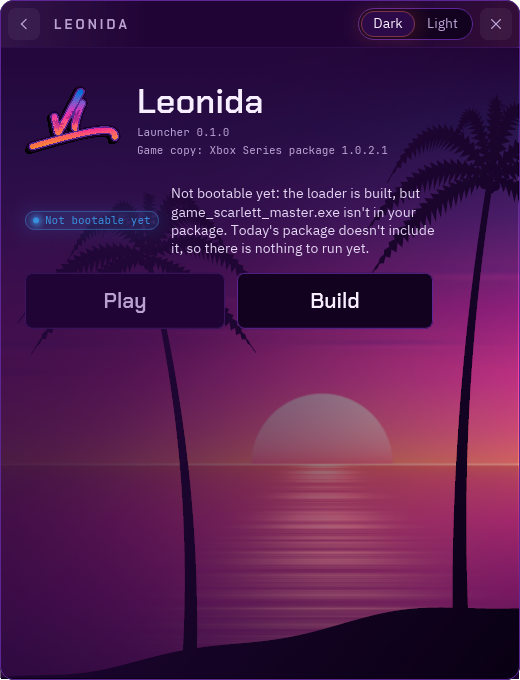 LEONIDA
Dark
Light
Leonida
Launcher 0.1.0
Game copy: Xbox Series package 1.0.2.1
Not bootable yet
Not bootable yet: the loader is built, but
game_scarlett_master.exe isn't in your
package. Today's package doesn't include
it, so there is nothing to run yet.
Play
Build